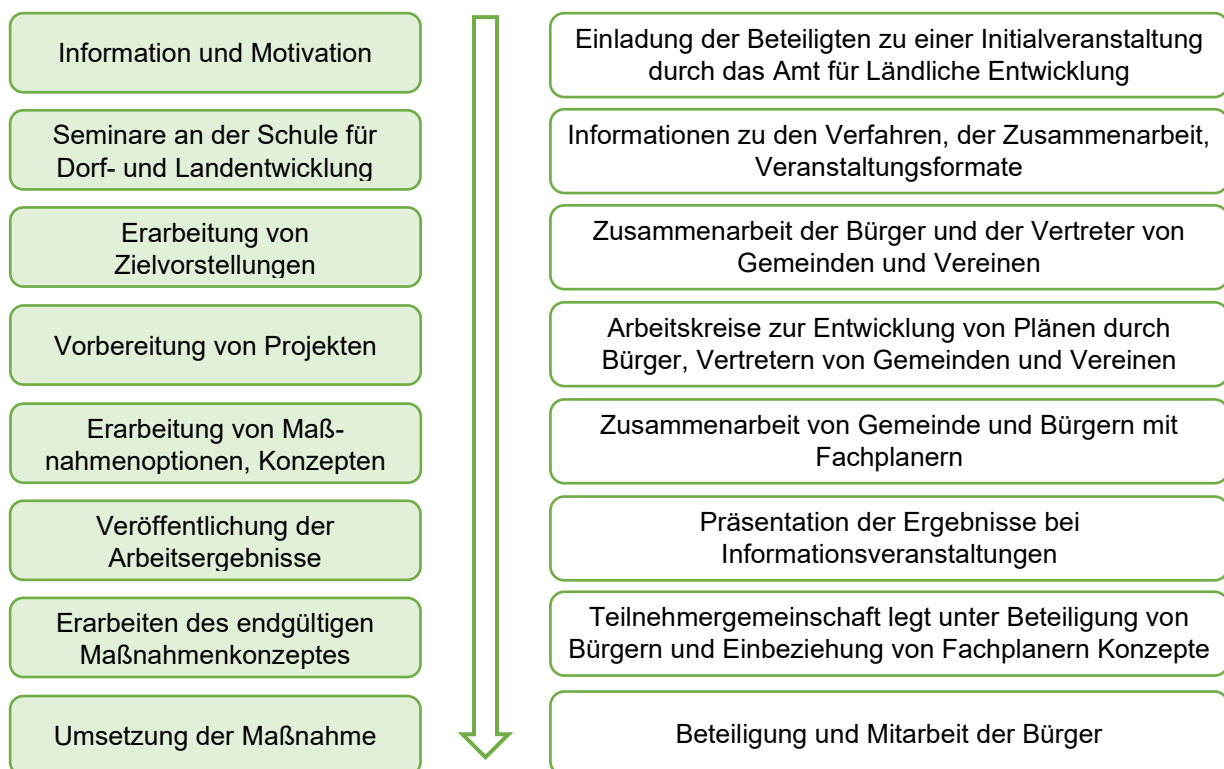 Information und Motivation
Einladung der Beteiligten zu einer Initialveranstaltung
durch das Amt für Ländliche Entwicklung
Seminare an der Schule für
Dorf- und Landentwicklung
Informationen zu den Verfahren, der Zusammenarbeit,
Veranstaltungsformate
Erarbeitung von
Zielvorstellungen
Zusammenarbeit der Bürger und der Vertreter von
Gemeinden und Vereinen
Vorbereitung von Projekten
Arbeitskreise zur Entwicklung von Plänen durch
Bürger, Vertretern von Gemeinden und Vereinen
Erarbeitung von Maß-
nahmenoptionen, Konzepten
Zusammenarbeit von Gemeinde und Bürgern mit
Fachplanern
Veröffentlichung der
Arbeitsergebnisse
Präsentation der Ergebnisse bei
Informationsveranstaltungen
Erarbeiten des endgültigen
Maßnahmenkonzeptes
Teilnehmergemeinschaft legt unter Beteiligung von
Bürgern und Einbeziehung von Fachplanern Konzepte
Umsetzung der Maßnahme
Beteiligung und Mitarbeit der Bürger